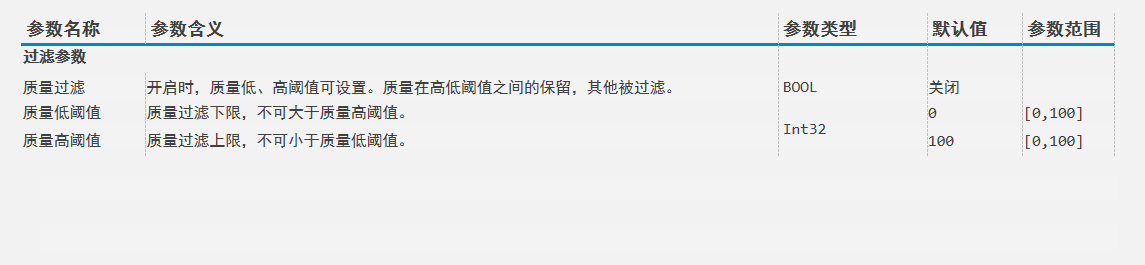 参数名称 参数含义 参数类型 默认值 参数范围
过滤参数
质量过滤 开启时，质量低、高阈值可设置。质量在高低阈值之间的保留，其他被过滤。 BOOL 关闭
质量低阈值 质量过滤下限，不可大于质量高阈值。 0 [0,100]
Int32
质量高阈值 质量过滤上限，不可小于质量低阈值。 100 [0,100]